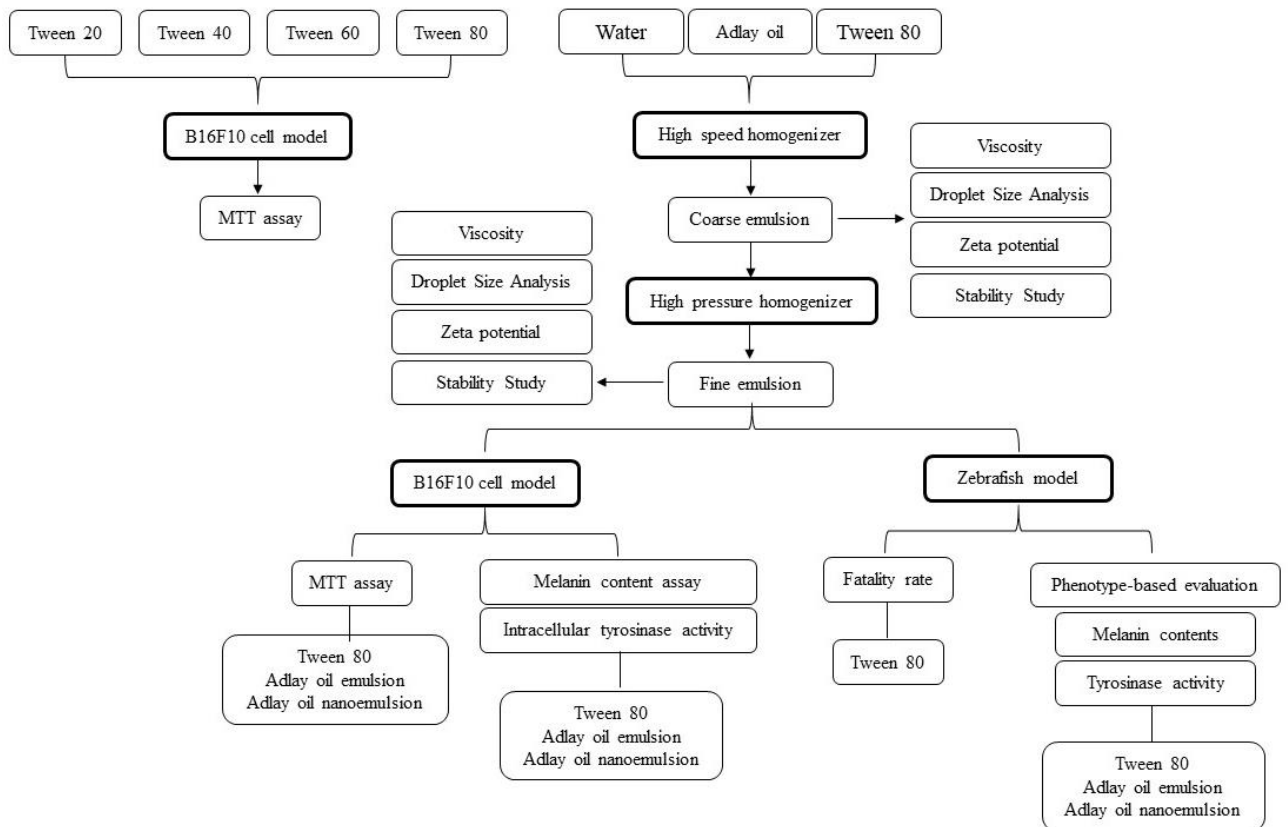 Tween 20
Tween 40
Tween 60
Tween 80
B16F10 cell model
MTT assay
Water
Adlay oil
Tween 80
High speed homogenizer
Coarse emulsion
Viscosity
Droplet Size Analysis
Zeta potential
Stability Study
High pressure homogenizer
Fine emulsion
Viscosity
Droplet Size Analysis
Zeta potential
Stability Study
B16F10 cell model
MTT assay
Tween 80
Adlay oil emulsion
Adlay oil nanoemulsion
Melanin content assay
Intracellular tyrosinase activity
Tween 80
Adlay oil emulsion
Adlay oil nanoemulsion
Zebrafish model
Fatality rate
Tween 80
Phenotype-based evaluation
Melanin contents
Tyrosinase activity
Tween 80
Adlay oil emulsion
Adlay oil nanoemulsion